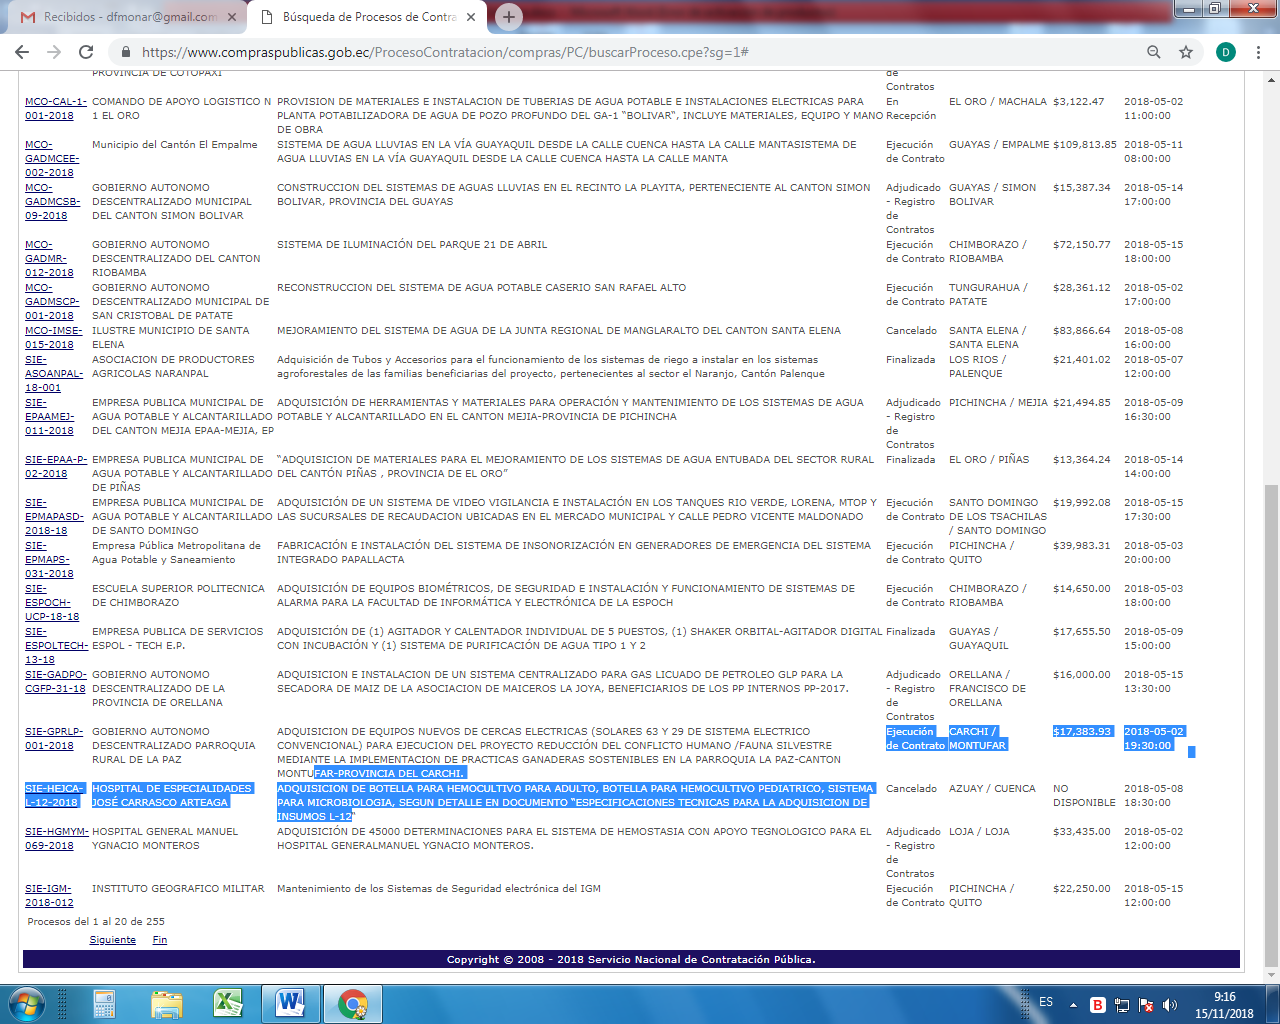 Recibidos - dfmonar@gmail.com
Búsqueda de Procesos de Contra
https://www.compraspublicas.gob.ec/ProcesoContratacion/compras/PC/buscarProceso.cpe?sg=1#
D
PROVINCIA DE COTOPAXI
de
Contratos
MCO-CAL-1- COMANDO DE APOYO LOGISTICO N PROVISION DE MATERIALES E INSTALACION DE TUBERIAS DE AGUA POTABLE E INSTALACIONES ELECTRICAS PARA En EL ORO / MACHALA $3,122.47 2018-05-02
001-2018 1 EL ORO PLANTA POTABILIZADORA DE AGUA DE POZO PROFUNDO DEL GA-1 "BOLIVAR", INCLUYE MATERIALES, EQUIPO Y MANO Recepción 11:00:00
DE OBRA
MCO- Municipio del Cantón El Empalme SISTEMA DE AGUA LLUVIAS EN LA VÍA GUAYAQUIL DESDE LA CALLE CUENCA HASTA LA CALLE MANTASISTEMA DE Ejecución GUAYAS / EMPALME $109,813.85 2018-05-11
GADMCEE- AGUA LLUVIAS EN LA VÍA GUAYAQUIL DESDE LA CALLE CUENCA HASTA LA CALLE MANTA de Contrato 08:00:00
002-2018
MCO- GOBIERNO AUTONOMO CONSTRUCCION DEL SISTEMAS DE AGUAS LLUVIAS EN EL RECINTO LA PLAYITA, PERTENECIENTE AL CANTON SIMON Adjudicado GUAYAS / SIMON $15,387.34 2018-05-14
GADMCSB- DESCENTRALIZADO MUNICIPAL BOLIVAR, PROVINCIA DEL GUAYAS - Registro BOLIVAR 17:00:00
09-2018 DEL CANTON SIMON BOLIVAR de
Contratos
MCO- GOBIERNO AUTONOMO SISTEMA DE ILUMINACIÓN DEL PARQUE 21 DE ABRIL Ejecución CHIMBORAZO / $72,150.77 2018-05-15
GADMR- DESCENTRALIZADO DEL CANTON de Contrato RIOBAMBA 18:00:00
012-2018 RIOBAMBA
MCO- GOBIERNO AUTONOMO RECONSTRUCCION DEL SISTEMA DE AGUA POTABLE CASERIO SAN RAFAEL ALTO Ejecución TUNGURAHUA / $28,361.12 2018-05-02
GADMSCP- DESCENTRALIZADO MUNICIPAL DE de Contrato PATATE 17:00:00
001-2018 SAN CRISTOBAL DE PATATE
MCO-IMSE- ILUSTRE MUNICIPIO DE SANTA MEJORAMIENTO DEL SISTEMA DE AGUA DE LA JUNTA REGIONAL DE MANGLARALTO DEL CANTON SANTA ELENA Cancelado SANTA ELENA / $83,866.64 2018-05-08
015-2018 ELENA SANTA ELENA 16:00:00
SIE- ASOCIACION DE PRODUCTORES Adquisición de Tubos y Accesorios para el funcionamiento de los sistemas de riego a instalar en los sistemas Finalizada LOS RIOS / $21,401.02 2018-05-07
ASOANPAL- AGRICOLAS NARANPAL agroforestales de las familias beneficiarias del proyecto, pertenecientes al sector el Naranjo, Cantón Palenque PALENQUE 12:00:00
18-001
SIE- EMPRESA PUBLICA MUNICIPAL DE ADQUISICIÓN DE HERRAMIENTAS Y MATERIALES PARA OPERACIÓN Y MANTENIMIENTO DE LOS SISTEMAS DE AGUA Adjudicado PICHINCHA / MEJIA $21,494.85 2018-05-09
EPAAMEJ- AGUA POTABLE Y ALCANTARILLADO POTABLE Y ALCANTARILLADO EN EL CANTON MEJIA-PROVINCIA DE PICHINCHA - Registro 16:30:00
011-2018 DEL CANTON MEJIA EPAA-MEJIA, EP de
Contratos
SIE-EPAA-P- EMPRESA PUBLICA MUNICIPAL DE "ADQUISICION DE MATERIALES PARA EL MEJORAMIENTO DE LOS SISTEMAS DE AGUA ENTUBADA DEL SECTOR RURAL Finalizada EL ORO / PIÑAS $13,364.24 2018-05-14
02-2018 AGUA POTABLE Y ALCANTARILLADO DEL CANTÓN PIÑAS , PROVINCIA DE EL ORO" 14:00:00
DE PIÑAS
SIE- EMPRESA PUBLICA MUNICIPAL DE ADQUISICIÓN DE UN SISTEMA DE VIDEO VIGILANCIA E INSTALACIÓN EN LOS TANQUES RIO VERDE, LORENA, MTOP Y Ejecución SANTO DOMINGO $19,992.08 2018-05-15
EPMAPASD- AGUA POTABLE Y ALCANTARILLADO LAS SUCURSALES DE RECAUDACION UBICADAS EN EL MERCADO MUNICIPAL Y CALLE PEDRO VICENTE MALDONADO de Contrato DE LOS TSACHILAS 17:30:00
2018-18 DE SANTO DOMINGO / SANTO DOMINGO
SIE- Empresa Pública Metropolitana de FABRICACIÓN E INSTALACIÓN DEL SISTEMA DE INSONORIZACIÓN EN GENERADORES DE EMERGENCIA DEL SISTEMA Ejecución PICHINCHA / $39,983.31 2018-05-03
EPMAPS- Agua Potable y Saneamiento INTEGRADO PAPALLACTA de Contrato QUITO 20:00:00
031-2018
SIE- ESCUELA SUPERIOR POLITECNICA ADQUISICIÓN DE EQUIPOS BIOMÉTRICOS, DE SEGURIDAD E INSTALACIÓN Y FUNCIONAMIENTO DE SISTEMAS DE Ejecución CHIMBORAZO / $14,650.00 2018-05-03
ESPOCH- DE CHIMBORAZO ALARMA PARA LA FACULTAD DE INFORMÁTICA Y ELECTRÓNICA DE LA ESPOCH de Contrato RIOBAMBA 18:00:00
UCP-18-18
SIE- EMPRESA PUBLICA DE SERVICIOS ADQUISICIÓN DE (1) AGITADOR Y CALENTADOR INDIVIDUAL DE 5 PUESTOS, (1) SHAKER ORBITAL-AGITADOR DIGITAL Finalizada GUAYAS / $17,655.50 2018-05-09
ESPOLTECH- ESPOL - TECH E.P. CON INCUBACIÓN Y (1) SISTEMA DE PURIFICACIÓN DE AGUA TIPO 1 Y 2 GUAYAQUIL 15:00:00
13-18
SIE-GADPO- GOBIERNO AUTONOMO ADQUISICION E INSTALACION DE UN SISTEMA CENTRALIZADO PARA GAS LICUADO DE PETROLEO GLP PARA LA Adjudicado ORELLANA / $16,000.00 2018-05-15
CGFP-31-18 DESCENTRALIZADO DE LA SECADORA DE MAIZ DE LA ASOCIACION DE MAICEROS LA JOYA, BENEFICIARIOS DE LOS PP INTERNOS PP-2017. - Registro FRANCISCO DE 13:30:00
PROVINCIA DE ORELLANA de ORELLANA
Contratos
SIE-GPRLP- GOBIERNO AUTONOMO ADQUISICION DE EQUIPOS NUEVOS DE CERCAS ELECTRICAS (SOLARES 63 Y 29 DE SISTEMA ELECTRICO Ejecución CARCHI / $17,383.93 2018-05-02
001-2018 DESCENTRALIZADO PARROQUIA CONVENCIONAL) PARA EJECUCION DEL PROYECTO REDUCCIÓN DEL CONFLICTO HUMANO /FAUNA SILVESTRE de Contrato MONTUFAR 19:30:00
RURAL DE LA PAZ MEDIANTE LA IMPLEMENTACION DE PRACTICAS GANADERAS SOSTENIBLES EN LA PARROQUIA LA PAZ-CANTON
MONTUFAR-PROVINCIA DEL CARCHI.
SIE-HEJCA- HOSPITAL DE ESPECIALIDADES ADQUISICION DE BOTELLA PARA HEMOCULTIVO PARA ADULTO, BOTELLA PARA HEMOCULTIVO PEDIATRICO, SISTEMA Cancelado AZUAY / CUENCA NO 2018-05-08
L-12-2018 JOSÉ CARRASCO ARTEAGA PARA MICROBIOLOGIA, SEGUN DETALLE EN DOCUMENTO "ESPECIFICACIONES TECNICAS PARA LA ADQUISICION DE DISPONIBLE 18:30:00
INSUMOS L-12"
SIE-HGMYM- HOSPITAL GENERAL MANUEL ADQUISICIÓN DE 45000 DETERMINACIONES PARA EL SISTEMA DE HEMOSTASIA CON APOYO TEGNOLOGICO PARA EL Adjudicado LOJA / LOJA $33,435.00 2018-05-02
069-2018 YGNACIO MONTEROS HOSPITAL GENERALMANUEL YGNACIO MONTEROS. - Registro 12:00:00
de
Contratos
SIE-IGM- INSTITUTO GEOGRAFICO MILITAR Mantenimiento de los Sistemas de Seguridad electrónica del IGM Ejecución PICHINCHA / $22,250.00 2018-05-15
2018-012 de Contrato QUITO 12:00:00
Procesos del 1 al 20 de 255
Siguiente Fin
Copyright © 2008 - 2018 Servicio Nacional de Contratación Pública.
ES
9:16
15/11/2018